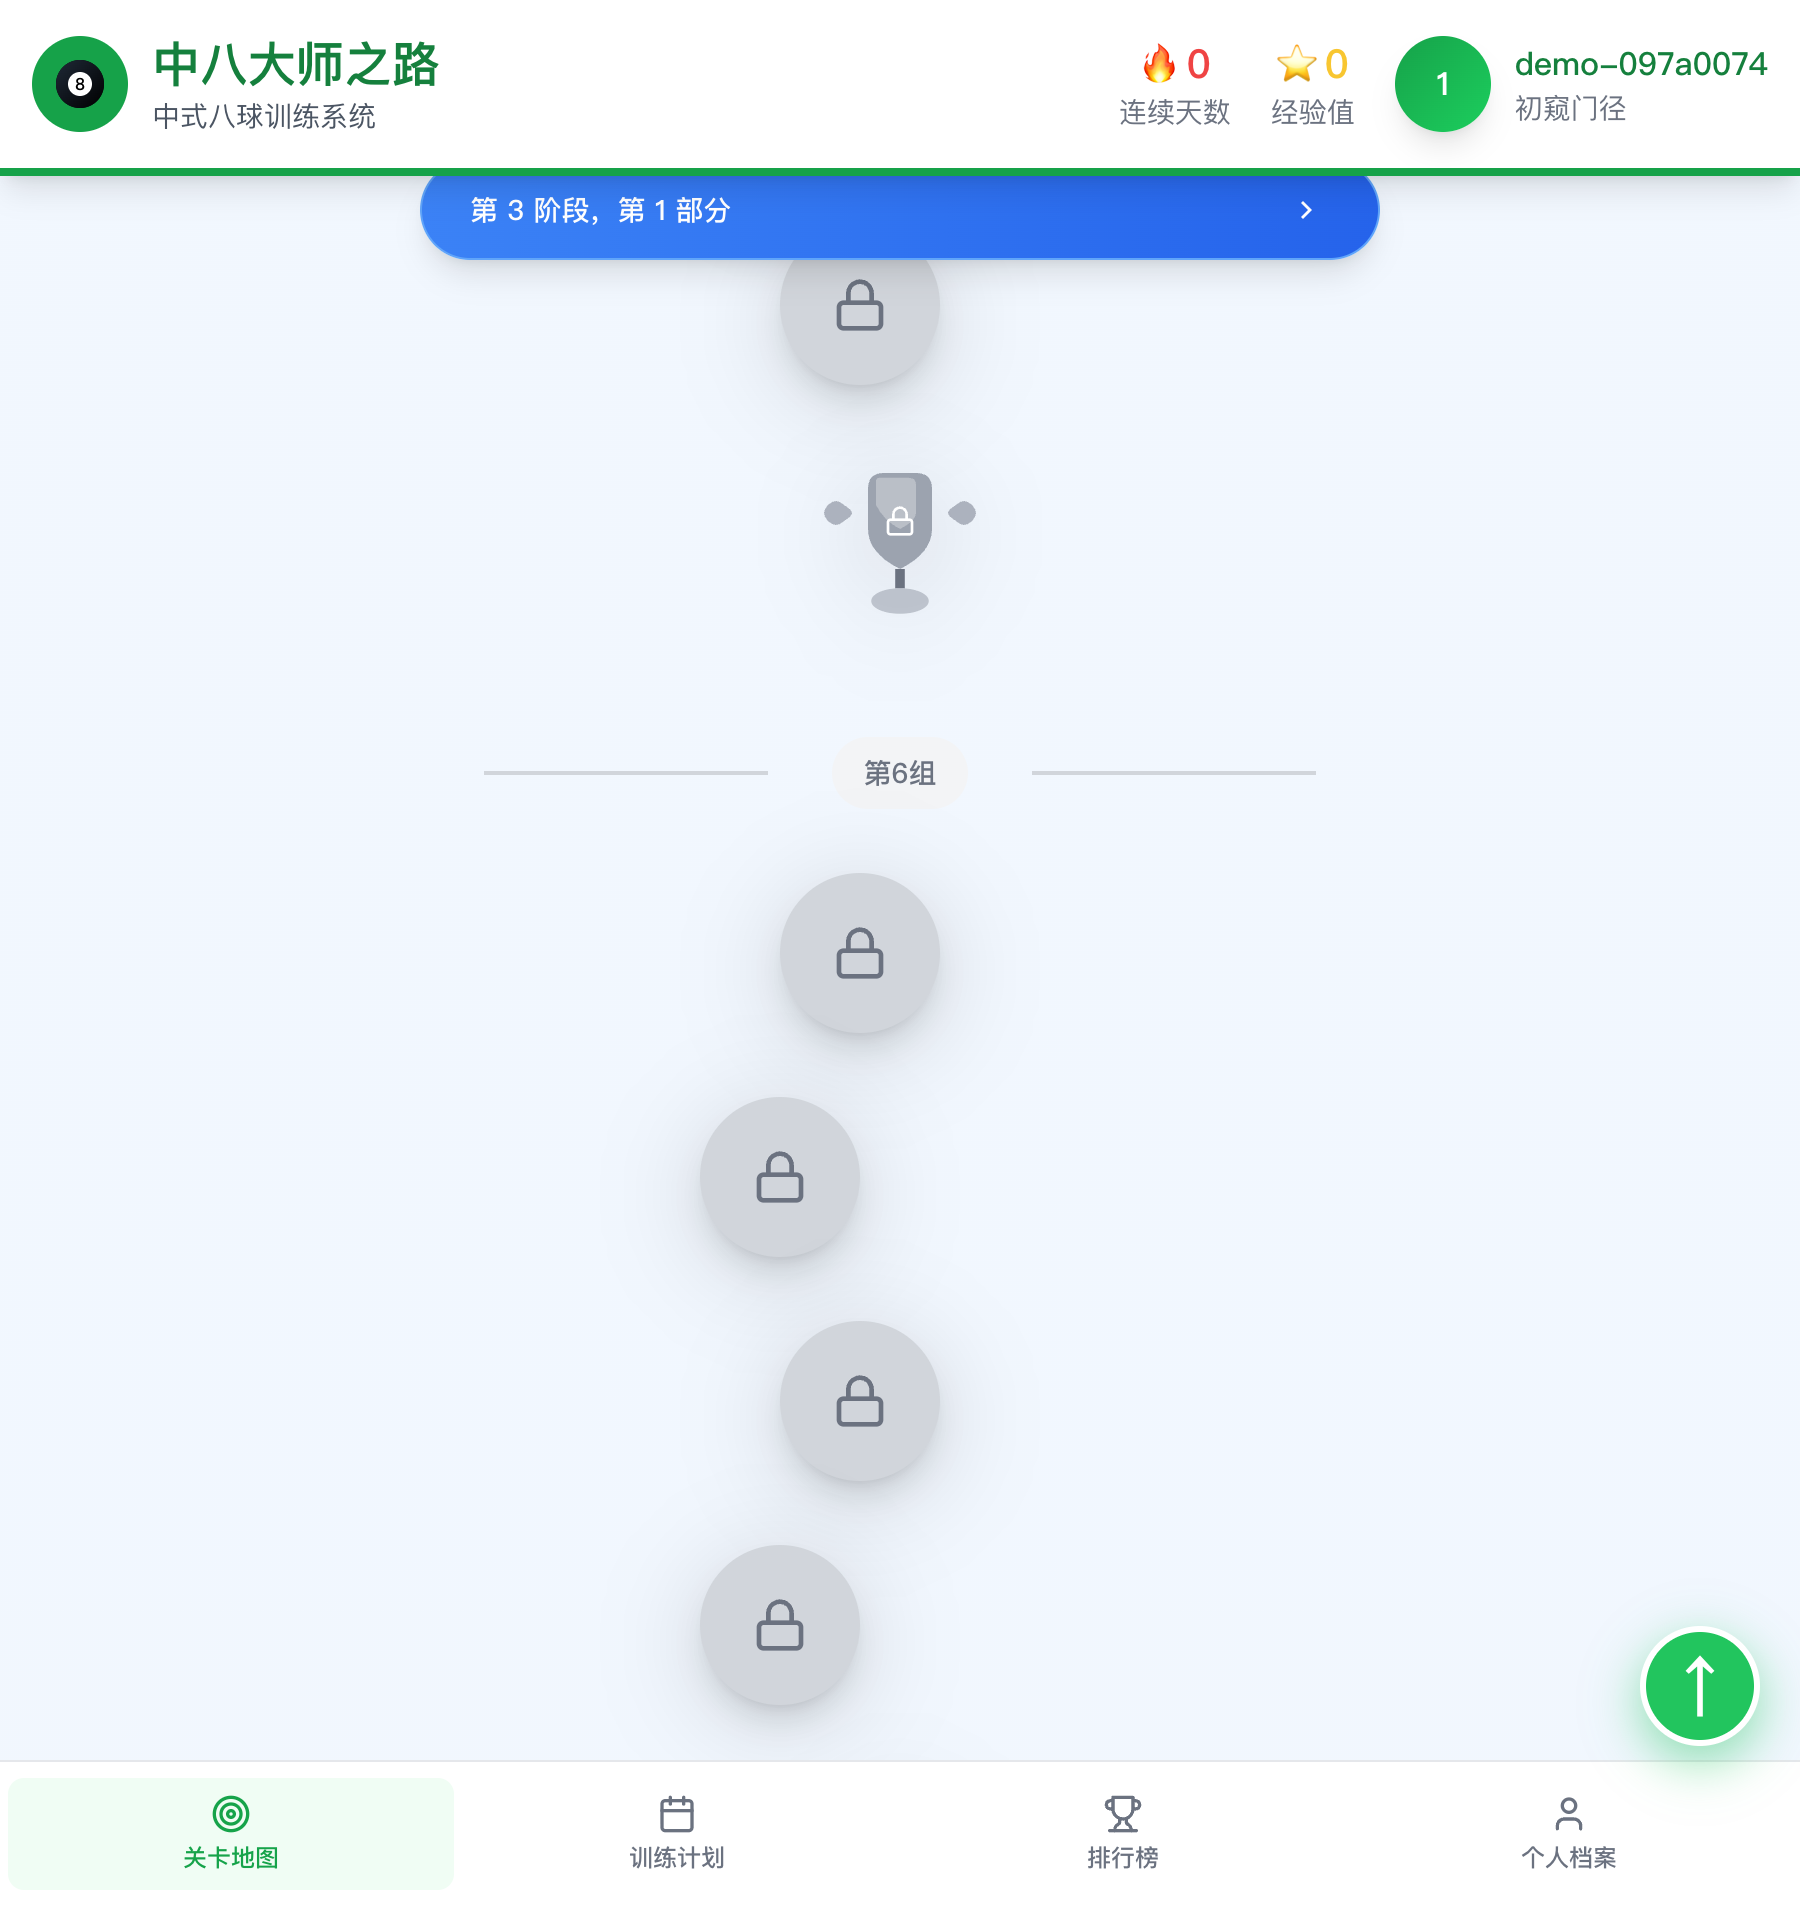 8
中八大师之路
中式八球训练系统
🔥 0
连续天数
⭐ 0
经验值
1
demo-097a0074
初窥门径
第 3 阶段，第 1 部分
第6组
关卡地图
训练计划
排行榜
个人档案